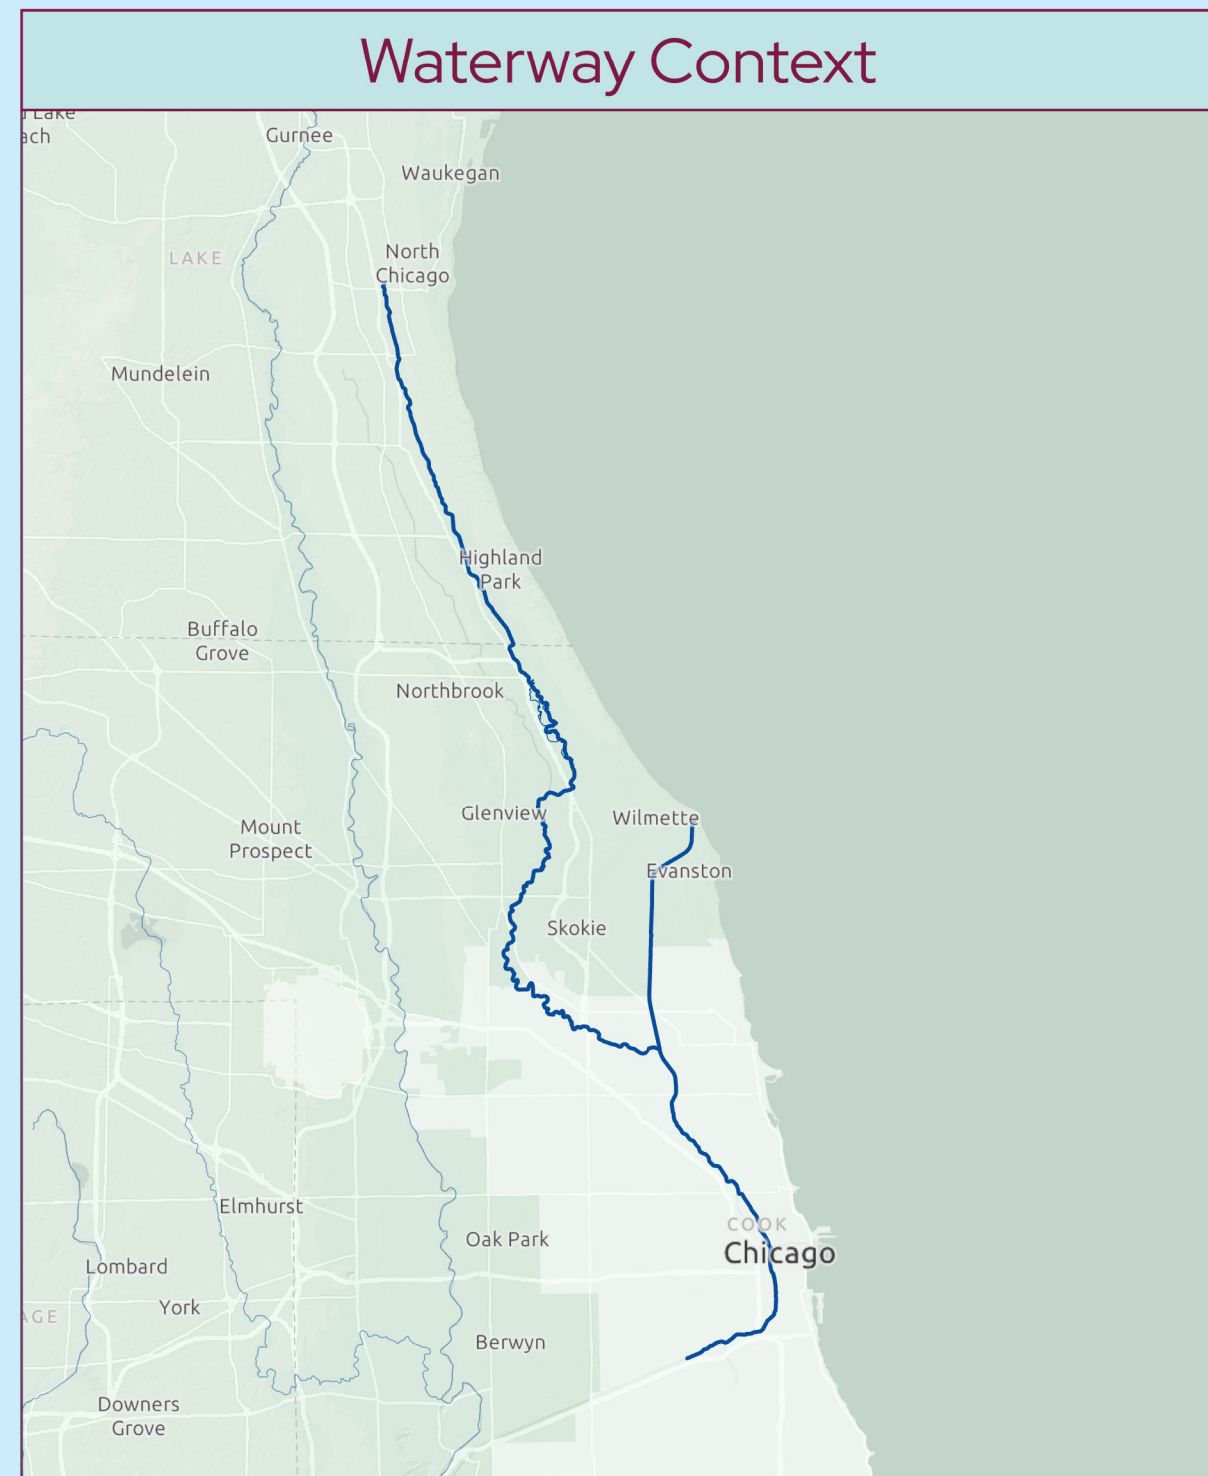 Waterway Context
Lake
Gurnee
Waukegan
North
Chicago
LAKE
Mundelein
Highland
Park
Buffalo
Grove
Northbrook
Glenview
Wilmette
Mount
Prospect
Evanston
Skokie
Elmhurst
COOK
Oak Park
Chicago
Lombard
York
Berwyn
Downers
Grove